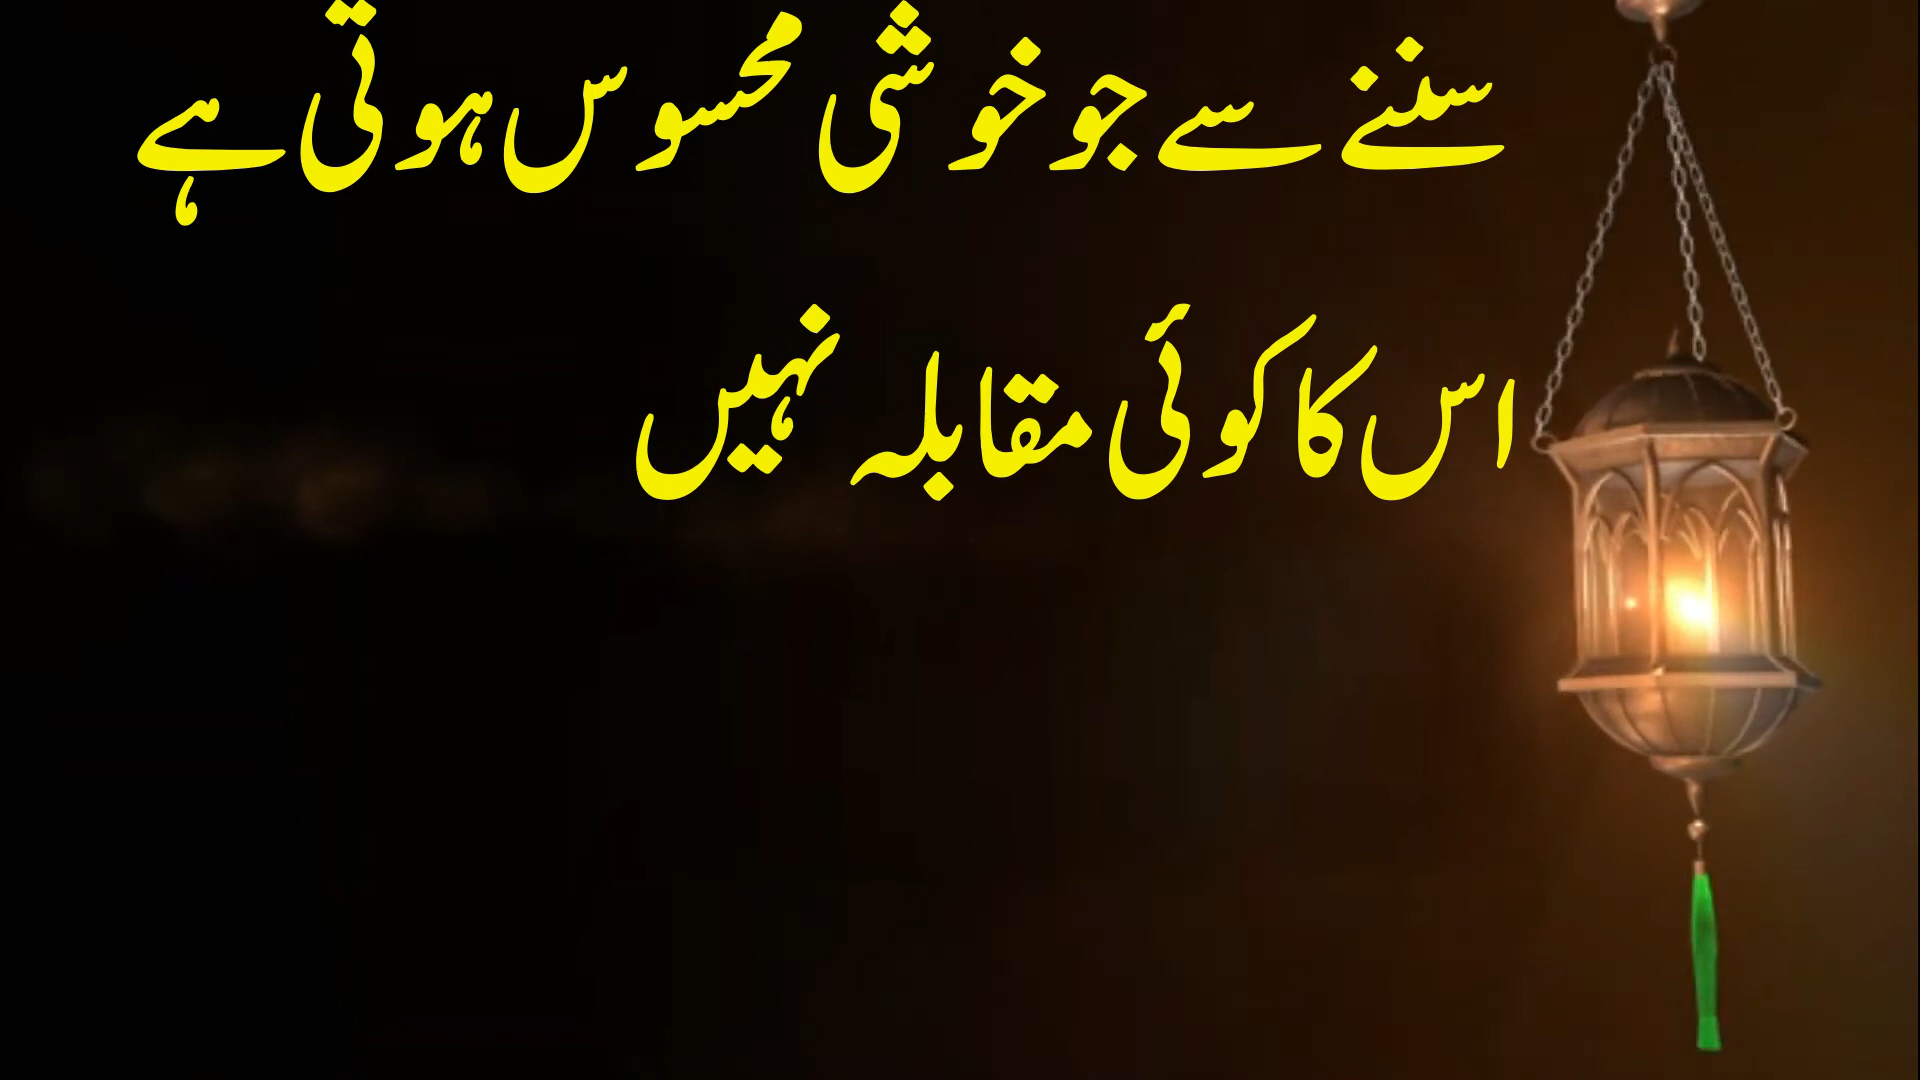 سننے سے جو خوشی محسوس ہوتی ہے
اس کا کوئی مقابلہ نہیں